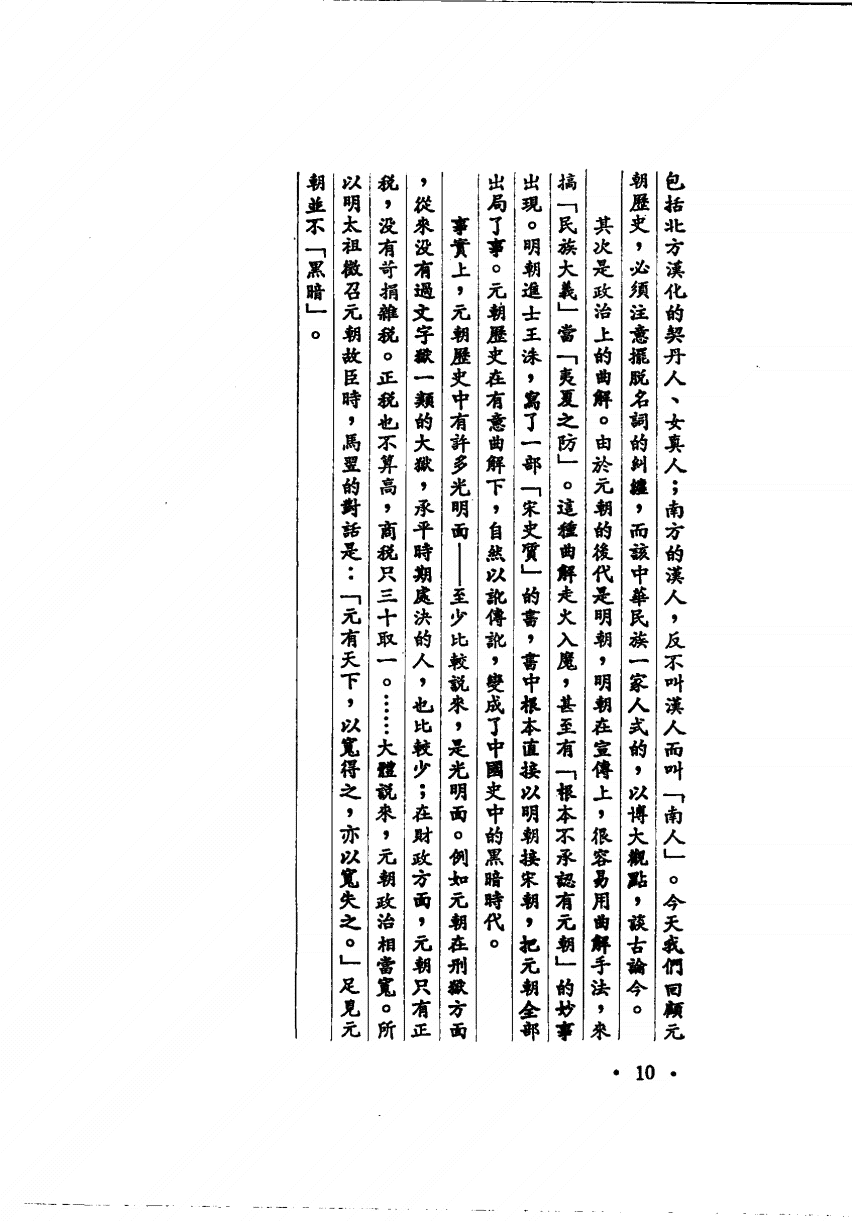 包括北方漢化的契丹人、女真人；南方的漢人，反不叫漢人而叫「南人」。今天我們回顧元
朝歷史，必須注意擺脱名詞的糾纏，而該中華民族一家人式的，以博大觀點，談古論今。
其次是政治上的曲解。由於元朝的後代是明朝，明朝在宣傳上，很容易用曲解手法，來
搞「民族大義」當「夷夏之防」。這種曲解走火入魔，甚至有「根本不承認有元朝」的妙事
出現。明朝進士王洙，寫了一部「宋史質」的書，書中根本直接以明朝接宋朝，把元朝全部
出局了事。元朝歷史在有意曲解下，自然以訛傳訛，變成了中國史中的黑暗時代。
事實上，元朝歷史中有許多光明面——至少比較説來，是光明面。例如元朝在刑獄方面
，從來没有過文字獄一類的大獄，承平時期處決的人，也比較少；在財政方面，元朝只有正
税，没有苛捐雜税。正税也不算高，商税只三十取一。……大體説來，元朝政治相當寬。所
以明太祖徵召元朝故臣時，馬翌的對話是：「元有天下，以寬得之，亦以寬失之。」足見元
朝並不「黑暗」。
• 10 •